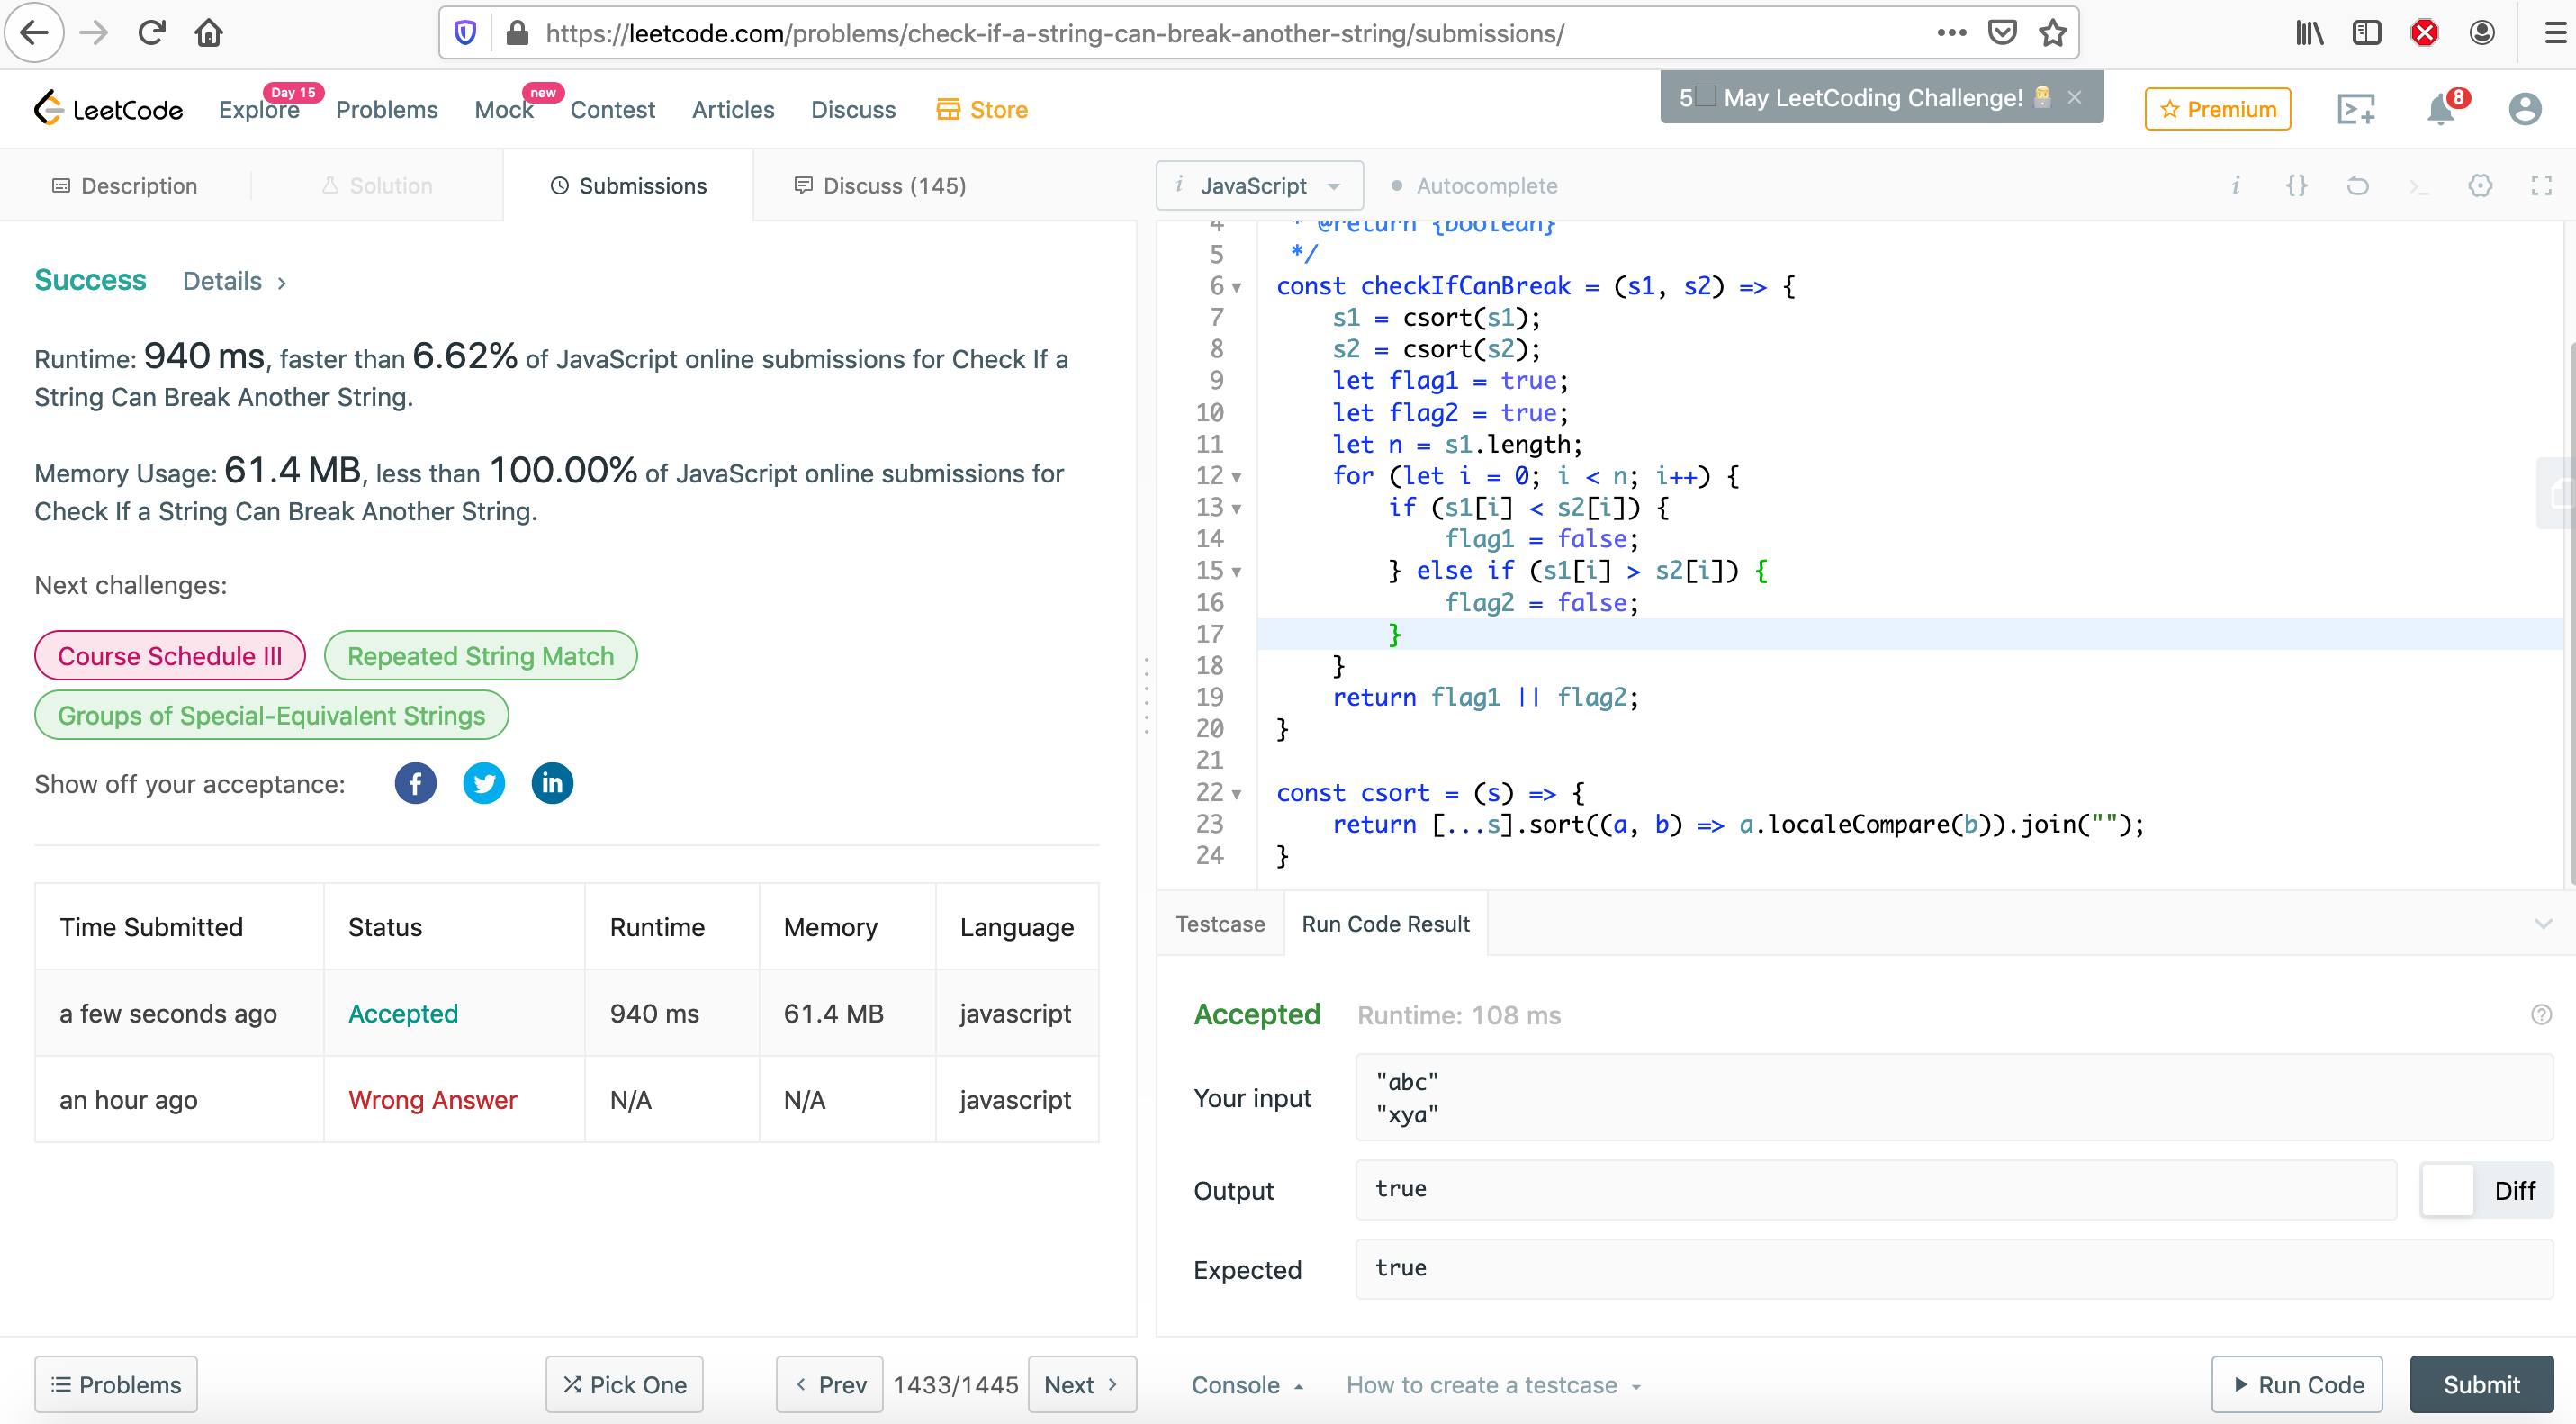 https://leetcode.com/problems/check-if-a-string-can-break-another-string/submissions/
LeetCode
Explore
Day 15
Problems
Mock
new
Contest
Articles
Discuss
Store
5 May LeetCoding Challenge!
Premium
8
Description
Solution
Submissions
Discuss (145)
Success Details
Runtime: 940 ms, faster than 6.62% of JavaScript online submissions for Check If a
String Can Break Another String.
Memory Usage: 61.4 MB, less than 100.00% of JavaScript online submissions for
Check If a String Can Break Another String.
Next challenges:
Course Schedule III
Repeated String Match
Groups of Special-Equivalent Strings
Show off your acceptance:
Time Submitted Status Runtime Memory Language
a few seconds ago Accepted 940 ms 61.4 MB javascript
an hour ago Wrong Answer N/A N/A javascript
Problems
Pick One
Prev
1433/1445
Next
JavaScript
Autocomplete
4 * @return {boolean}
5 */
6 const checkIfCanBreak = (s1, s2) => {
7 s1 = csort(s1);
8 s2 = csort(s2);
9 let flag1 = true;
10 let flag2 = true;
11 let n = s1.length;
12 for (let i = 0; i < n; i++) {
13 if (s1[i] < s2[i]) {
14 flag1 = false;
15 } else if (s1[i] > s2[i]) {
16 flag2 = false;
17 }
18 }
19 return flag1 || flag2;
20 }
21
22 const csort = (s) => {
23 return [...s].sort((a, b) => a.localeCompare(b)).join("");
24 }
Testcase
Run Code Result
Accepted Runtime: 108 ms
Your input
"abc"
"xya"
Output
true
Diff
Expected
true
Console
How to create a testcase
Run Code
Submit